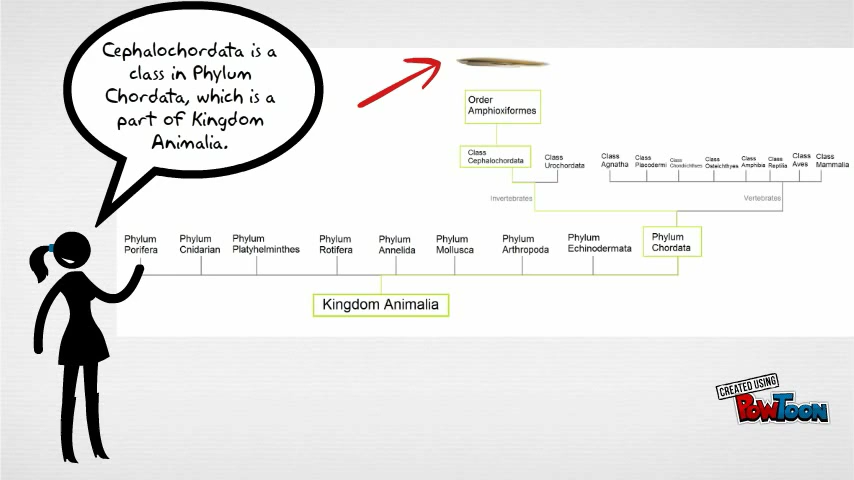 Cephalochordata is a
class in Phylum
Chordata, which is a
part of Kingdom
Animalia.
Order
Amphioxiformes
Class
Cephalochordata
Class
Urochordata
Class
Agnatha
Class
Placodermi
Class
Chondrichthyes
Class
Osteichthyes
Class
Amphibia
Class
Reptilia
Class
Aves
Class
Mammalia
Invertebrates
Vertebrates
Phylum
Porifera
Phylum
Cnidarian
Phylum
Platyhelminthes
Phylum
Rotifera
Phylum
Annelida
Phylum
Mollusca
Phylum
Arthropoda
Phylum
Echinodermata
Phylum
Chordata
Kingdom Animalia
CREATED USING
POWTOON